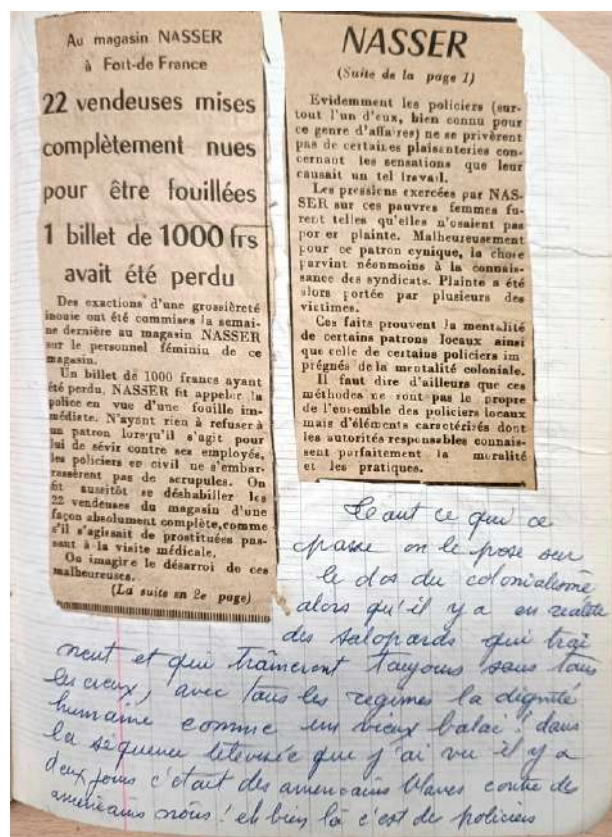 Au magasin NASSER
à Fort-de France
22 vendeuses mises
complètement nues
pour être fouillées
1 billet de 1000 frs
avait été perdu
Des exactions d'une grossièreté
inouïe ont été commises la semai-
ne dernière au magasin NASSER
sur le personnel féminin de ce
magasin.
Un billet de 1000 francs ayant
été perdu, NASSER fit appeler la
police en vue d'une fouille im-
médiate. N'ayant rien à refuser à
un patron lorsqu'il s'agit pour
lui de sévir contre ses employés,
les policiers en civil ne s'embar-
rassèrent pas de scrupules. On
fit aussitôt se déshabiller les
22 vendeuses du magasin d'une
façon absolument complète, comme
s'il s'agissait de prostituées pas-
sant à la visite médicale.
On imagine le désarroi de ces
malheureuses.
(La suite en 2e page)
NASSER
(Suite de la page 1)
Evidemment les policiers (sur-
tout l'un d'eux, bien connu pour
ce genre d'affaires) ne se privèrent
pas de certaines plaisanteries con-
cernant les sensations que leur
causait un tel travail.
Les pressions exercées par NAS-
SER sur ces pauvres femmes fu-
rent telles qu'elles n'osaient pas
por er plainte. Malheureusement
pour ce patron cynique, la chose
parvint néanmoins à la connais-
sance des syndicats. Plainte a été
alors portée par plusieurs des
victimes.
Ces faits prouvent la mentalité
de certains patrons locaux ainsi
que celle de certains policiers im
prégnés de la mentalité coloniale.
Il faut dire d'ailleurs que ces
méthodes ne sont pas le propre
de l'ensemble des policiers locaux
mais d'éléments caractérisés dont
les autorités responsables connais-
sent parfaitement la moralité
et les pratiques.
ce qui ce
passe on le pose sur
le dos du colonialisme
alors qu'il y a en realité
des salopards qui traî
nent et qui traîneront toujours sous tous
les cieux, avec tous les regimes la dignité
humaine comme un vieux balai! dans
la séquence télévisée que j'ai vu il y a
deux jours c'était des americains blancs contre des
americains noirs! eh bien là c'est des policiers